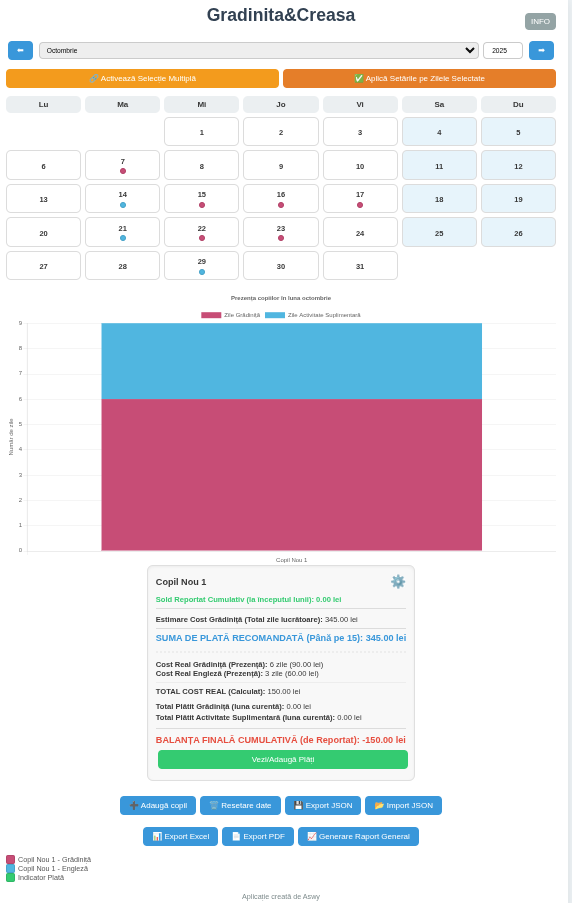 Gradinita&Creasa
INFO
⬅ Octombrie 2025 ➡
🔗 Activează Selecție Multiplă ✅ Aplică Setările pe Zilele Selectate
Lu Ma Mi Jo Vi Sa Du
1 2 3 4 5
6 7 8 9 10 11 12
13 14 15 16 17 18 19
20 21 22 23 24 25 26
27 28 29 30 31
Prezența copiilor în luna octombrie
Zile Grădiniță Zile Activitate Suplimentară
9
8
7
6
5
4
3
2
1
0
Număr de zile
Copil Nou 1
Copil Nou 1 ⚙️
Sold Reportat Cumulativ (la începutul lunii): 0.00 lei
Estimare Cost Grădiniță (Total zile lucrătoare): 345.00 lei
SUMA DE PLATĂ RECOMANDATĂ (Până pe 15): 345.00 lei
Cost Real Grădiniță (Prezență): 6 zile (90.00 lei)
Cost Real Engleză (Prezență): 3 zile (60.00 lei)
TOTAL COST REAL (Calculat): 150.00 lei
Total Plătit Grădiniță (luna curentă): 0.00 lei
Total Plătit Activitate Suplimentară (luna curentă): 0.00 lei
BALANȚA FINALĂ CUMULATIVĂ (de Reportat): -150.00 lei
Vezi/Adaugă Plăți
➕ Adaugă copil 🗑️ Resetare date 💾 Export JSON 📂 Import JSON
📊 Export Excel 📄 Export PDF 📈 Generare Raport General
Copil Nou 1 - Grădiniță
Copil Nou 1 - Engleză
Indicator Plată
Aplicație creată de Aswy